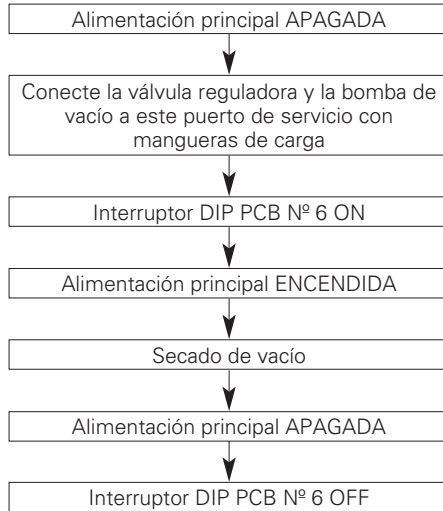 Alimentación principal APAGADA
Conecte la válvula reguladora y la bomba de
vacío a este puerto de servicio con
mangueras de carga
Interruptor DIP PCB Nº 6 ON
Alimentación principal ENCENDIDA
Secado de vacío
Alimentación principal APAGADA
Interruptor DIP PCB Nº 6 OFF